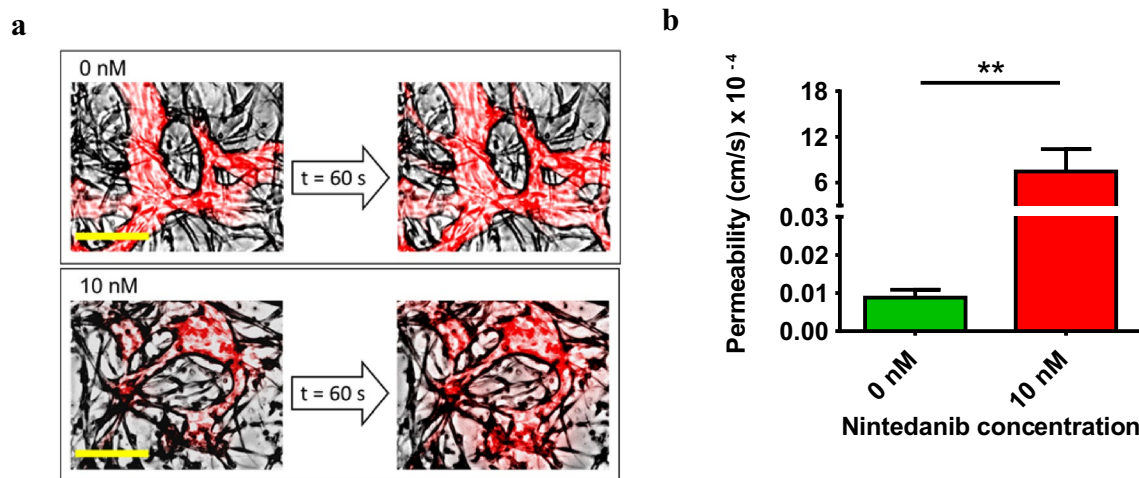 a
0 nM
t = 60 s
10 nM
t = 60 s
b
**
Permeability (cm/s) x 10 -4
18
12
6
0.03
0.02
0.01
0.00
0 nM
10 nM
Nintedanib concentration